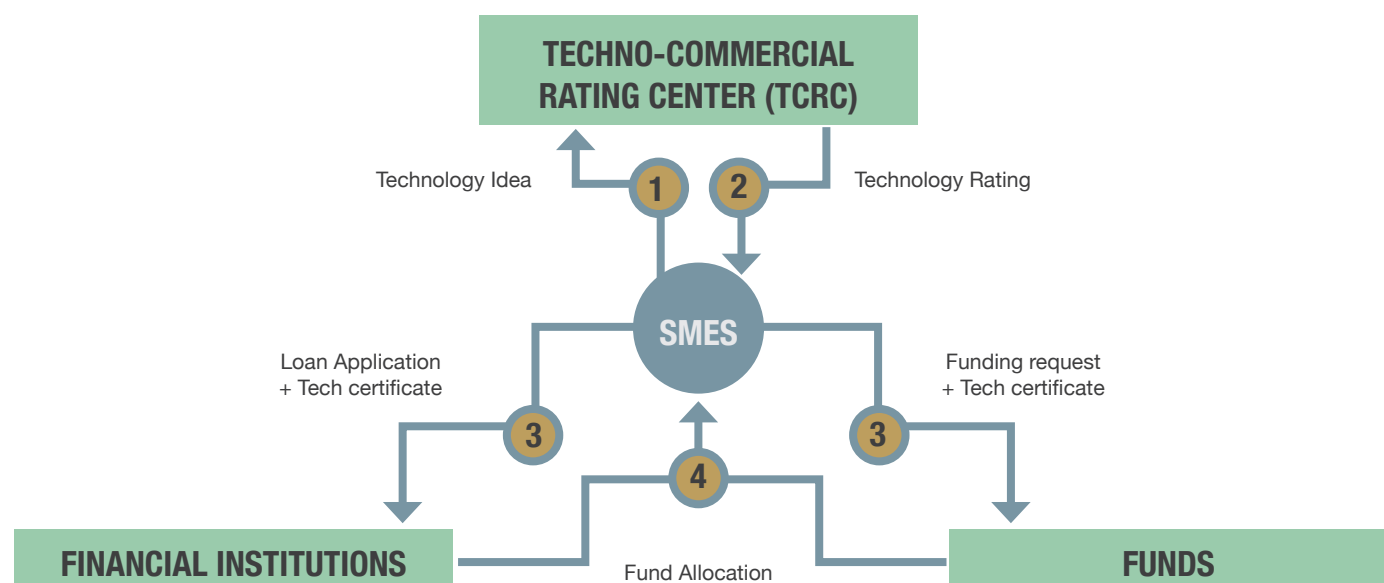 TECHNO-COMMERCIAL
RATING CENTER (TCRC)
Technology Idea
1
2
Technology Rating
SMES
Loan Application
+ Tech certificate
Funding request
+ Tech certificate
3
3
4
FINANCIAL INSTITUTIONS
Fund Allocation
FUNDS